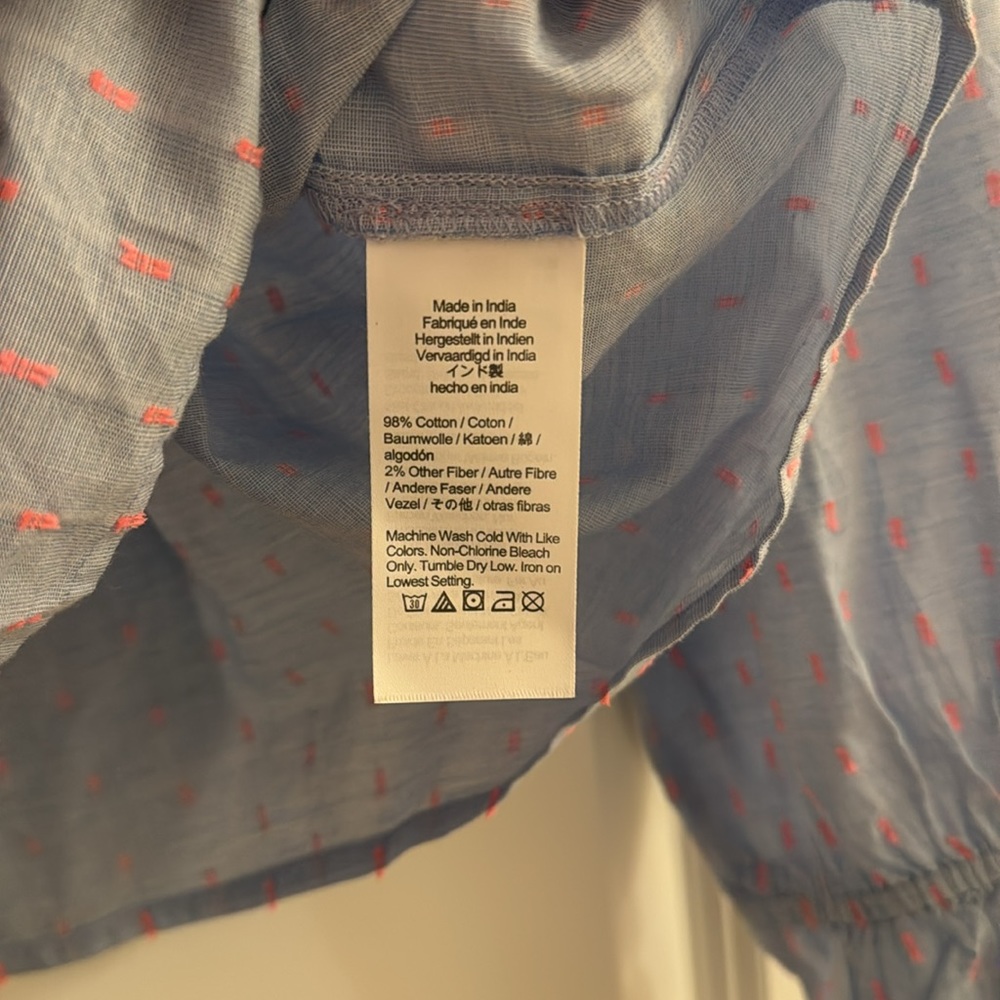 Made in India
Fabriqué en Inde
Hergestellt in Indien
Vervaardigd in India
インド製
hecho en india
98% Cotton / Coton /
Baumwolle / Katoen / 綿 /
algodón
2% Other Fiber / Autre Fibre
/ Andere Faser / Andere
Vezel / その他 / otras fibras
Machine Wash Cold With Like
Colors. Non-Chlorine Bleach
Only. Tumble Dry Low. Iron on
Lowest Setting.
30